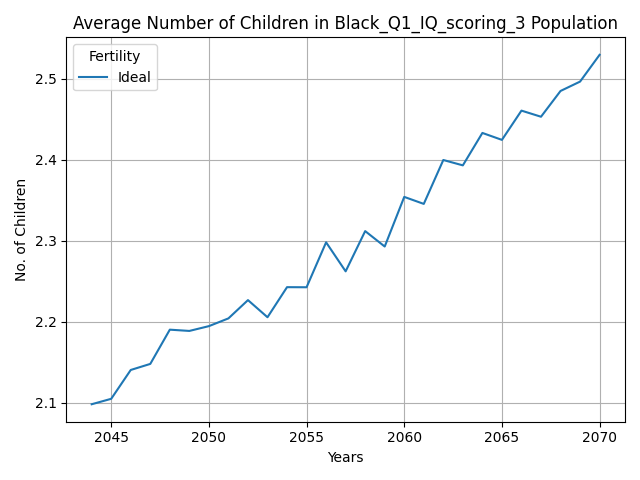 Average Number of Children in Black_Q1_IQ_scoring_3 Population
Fertility
Ideal
No. of Children
2.5
2.4
2.3
2.2
2.1
2045 2050 2055 2060 2065 2070
Years